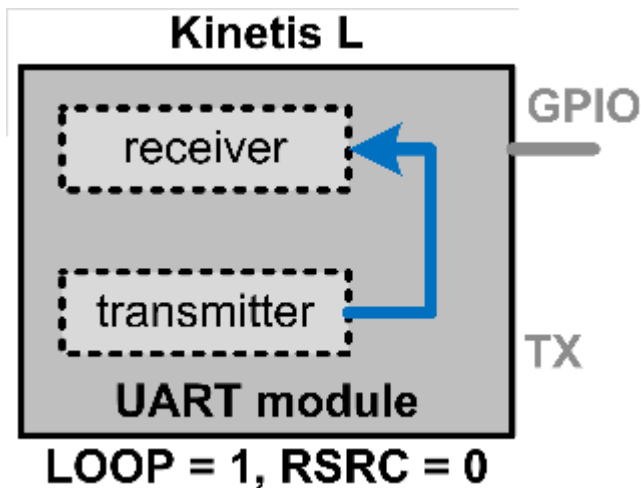 Kinetis L
GPIO
receiver
transmitter
TX
UART module
LOOP = 1, RSRC = 0